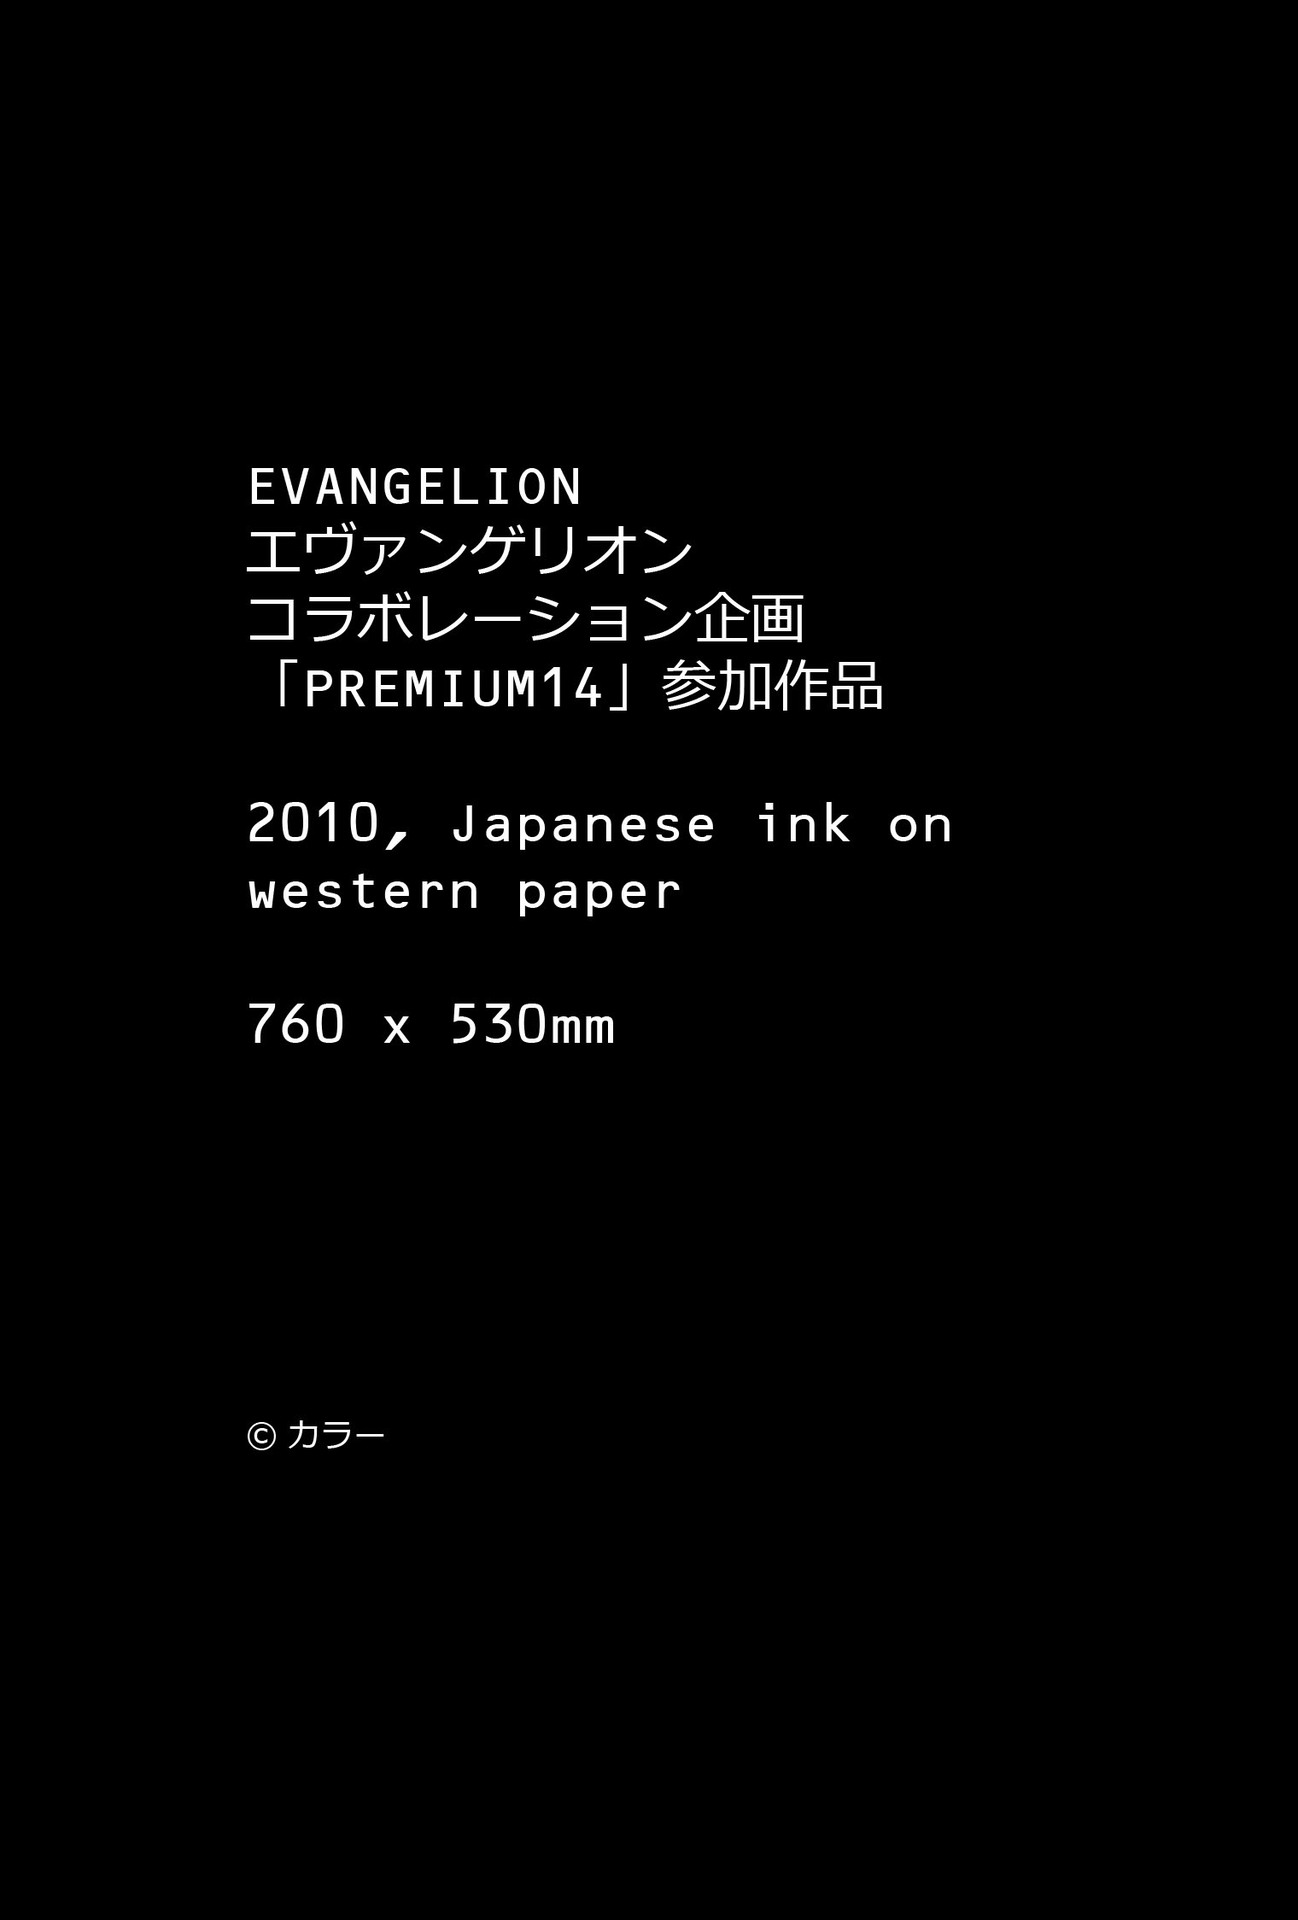 EVANGELION
エヴァンゲリオン
コラボレーション企画
「PREMIUM14」参加作品
2010, Japanese ink on
western paper
760 x 530mm
© カラー